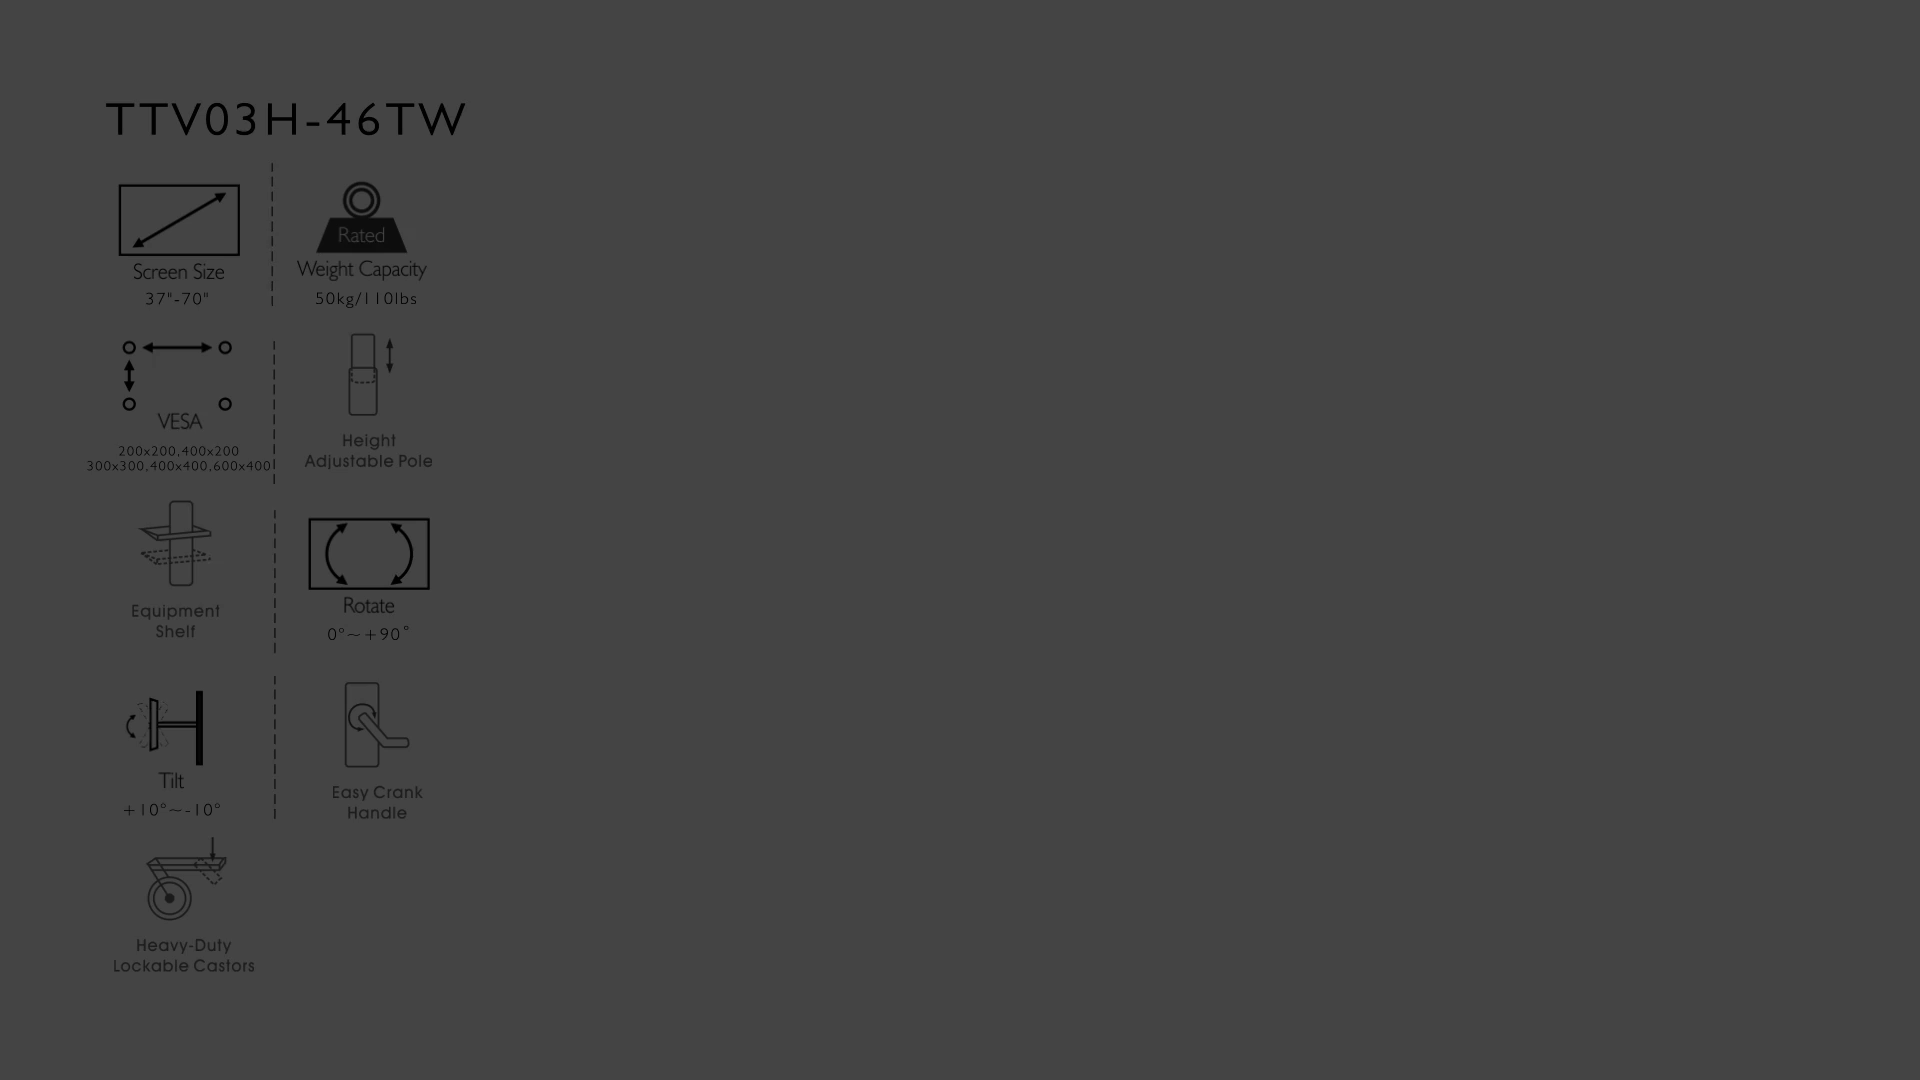 TTV03H-46TW
Screen Size
37"-70"
Rated
Weight Capacity
50kg/110lbs
VESA
200x200,400x200
300x300,400x400,600x400
Height
Adjustable Pole
Equipment
Shelf
Rotate
0°~+90°
Tilt
+10°~-10°
Easy Crank
Handle
Heavy-Duty
Lockable Castors